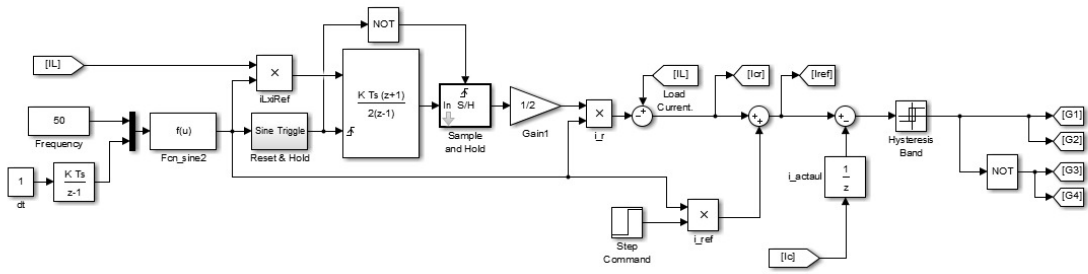 NOT
[IL]
×
iLxiRef
K Ts (z+1)
2(z-1)
In S/H
Sample
and Hold
1/2
Gain1
×
i_r
[IL]
Load
Current.
[Icr]
[Iref]
50
Frequency
f(u)
Fcn_sine2
Sine Triggle
Reset & Hold
1
dt
K Ts
z-1
Step
Command
×
i_ref
i_actaul
1
z
[Ic]
Hysteresis
Band
NOT
[G1]
[G2]
[G3]
[G4]